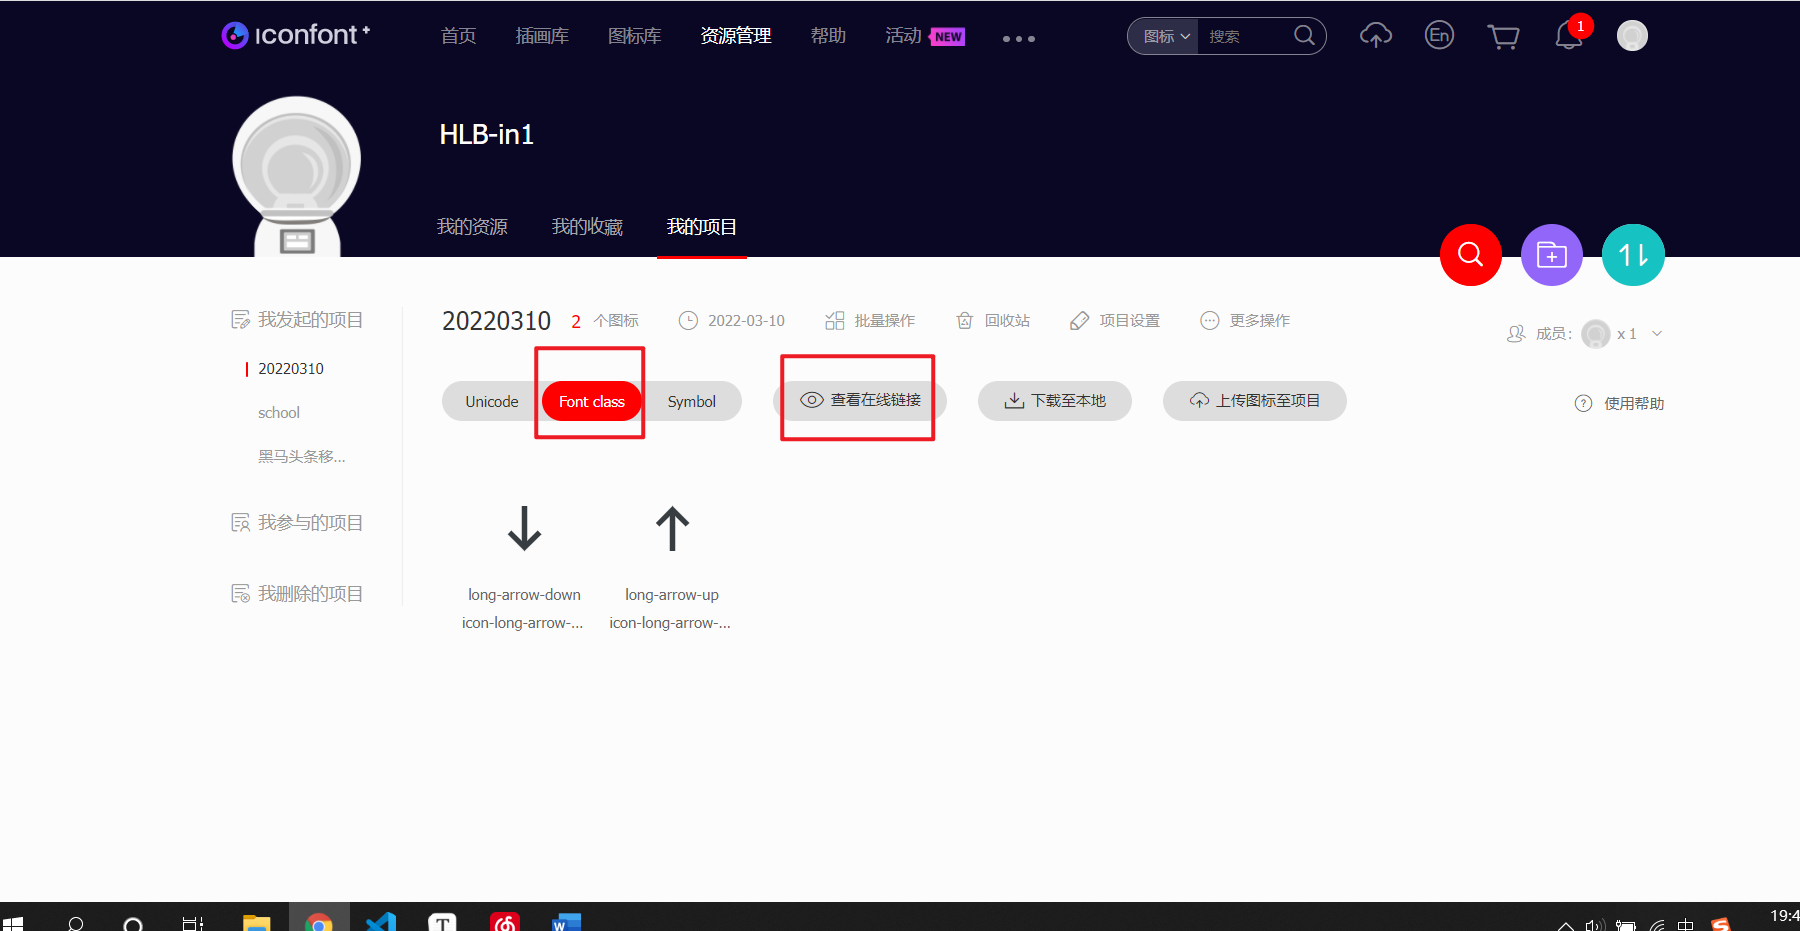 iconfont+ 首页 插画库 图标库 资源管理 帮助 活动 NEW 图标 搜索 En 1
HLB-in1
我的资源 我的收藏 我的项目
我发起的项目
20220310
school
黑马头条移...
我参与的项目
我删除的项目
20220310 2 个图标 2022-03-10 批量操作 回收站 项目设置 更多操作
成员: x 1
Unicode Font class Symbol 查看在线链接 下载至本地 上传图标至项目
使用帮助
long-arrow-down long-arrow-up
icon-long-arrow-... icon-long-arrow-...
T W 中 S 19:4